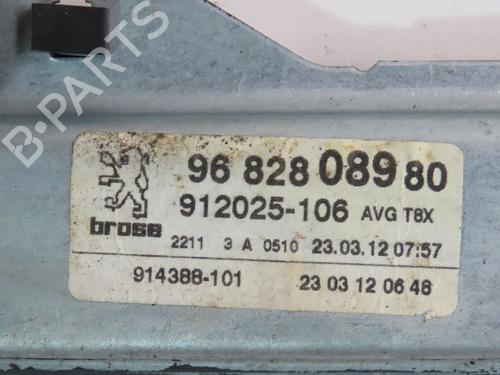 B-PARTS
96 828 089 80
912025-106 AVG T8X
brose
2211 3 A 0510 23.03.12 07:57
914388-101 23 03 12 06 48